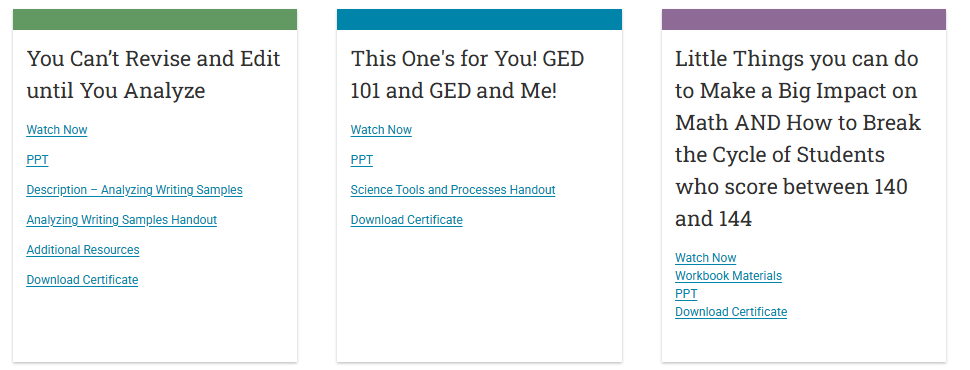 You Can’t Revise and Edit
until You Analyze
Watch Now
PPT
Description – Analyzing Writing Samples
Analyzing Writing Samples Handout
Additional Resources
Download Certificate
This One's for You! GED
101 and GED and Me!
Watch Now
PPT
Science Tools and Processes Handout
Download Certificate
Little Things you can do
to Make a Big Impact on
Math AND How to Break
the Cycle of Students
who score between 140
and 144
Watch Now
Workbook Materials
PPT
Download Certificate